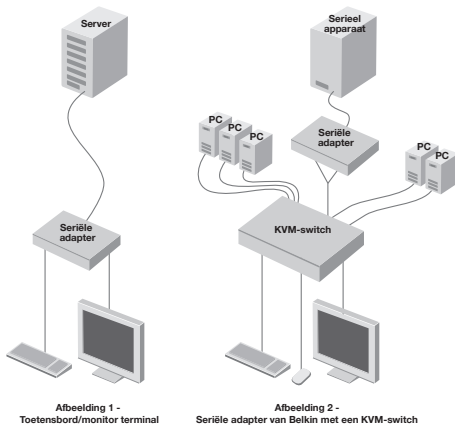 Server
Seriële
adapter
Afbeelding 1 -
Toetensbord/monitor terminal
Serieel
apparaat
PC
PC
PC
Seriële
adapter
PC
PC
KVM-switch
Afbeelding 2 -
Seriële adapter van Belkin met een KVM-switch